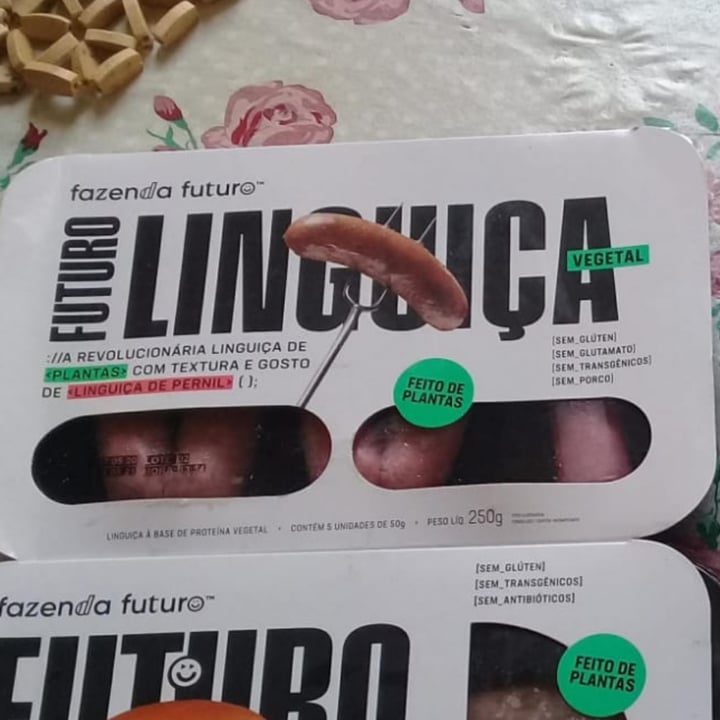 fazenda futuro™
FUTURO
LINGUIÇA
VEGETAL
://A REVOLUCIONÁRIA LINGUIÇA DE
<PLANTAS> COM TEXTURA E GOSTO
DE <LINGUIÇA DE PERNIL> { };
[SEM_GLÚTEN]
[SEM_GLUTAMATO]
[SEM_TRANSGÊNICOS]
[SEM_PORCO]
FEITO DE
PLANTAS
LINGUIÇA À BASE DE PROTEÍNA VEGETAL • CONTÉM 5 UNIDADES DE 50g • PESO LÍQ. 250g
fazenda futuro™
[SEM_GLÚTEN]
[SEM_TRANSGÊNICOS]
[SEM_ANTIBIÓTICOS]
FUTURO
FEITO DE
PLANTAS